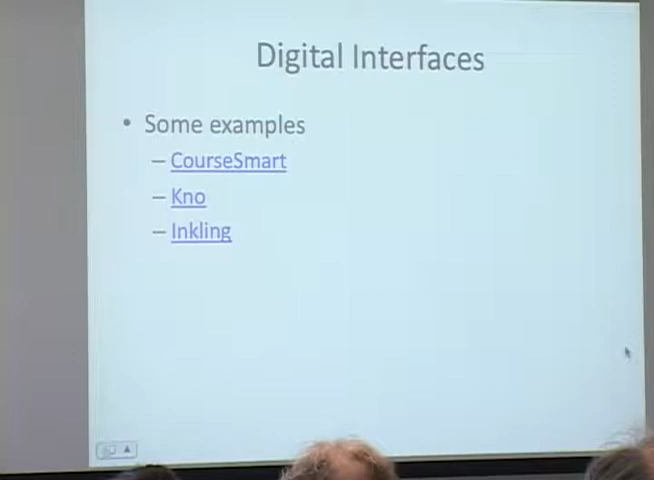 Digital Interfaces
• Some examples
– CourseSmart
– Kno
– Inkling